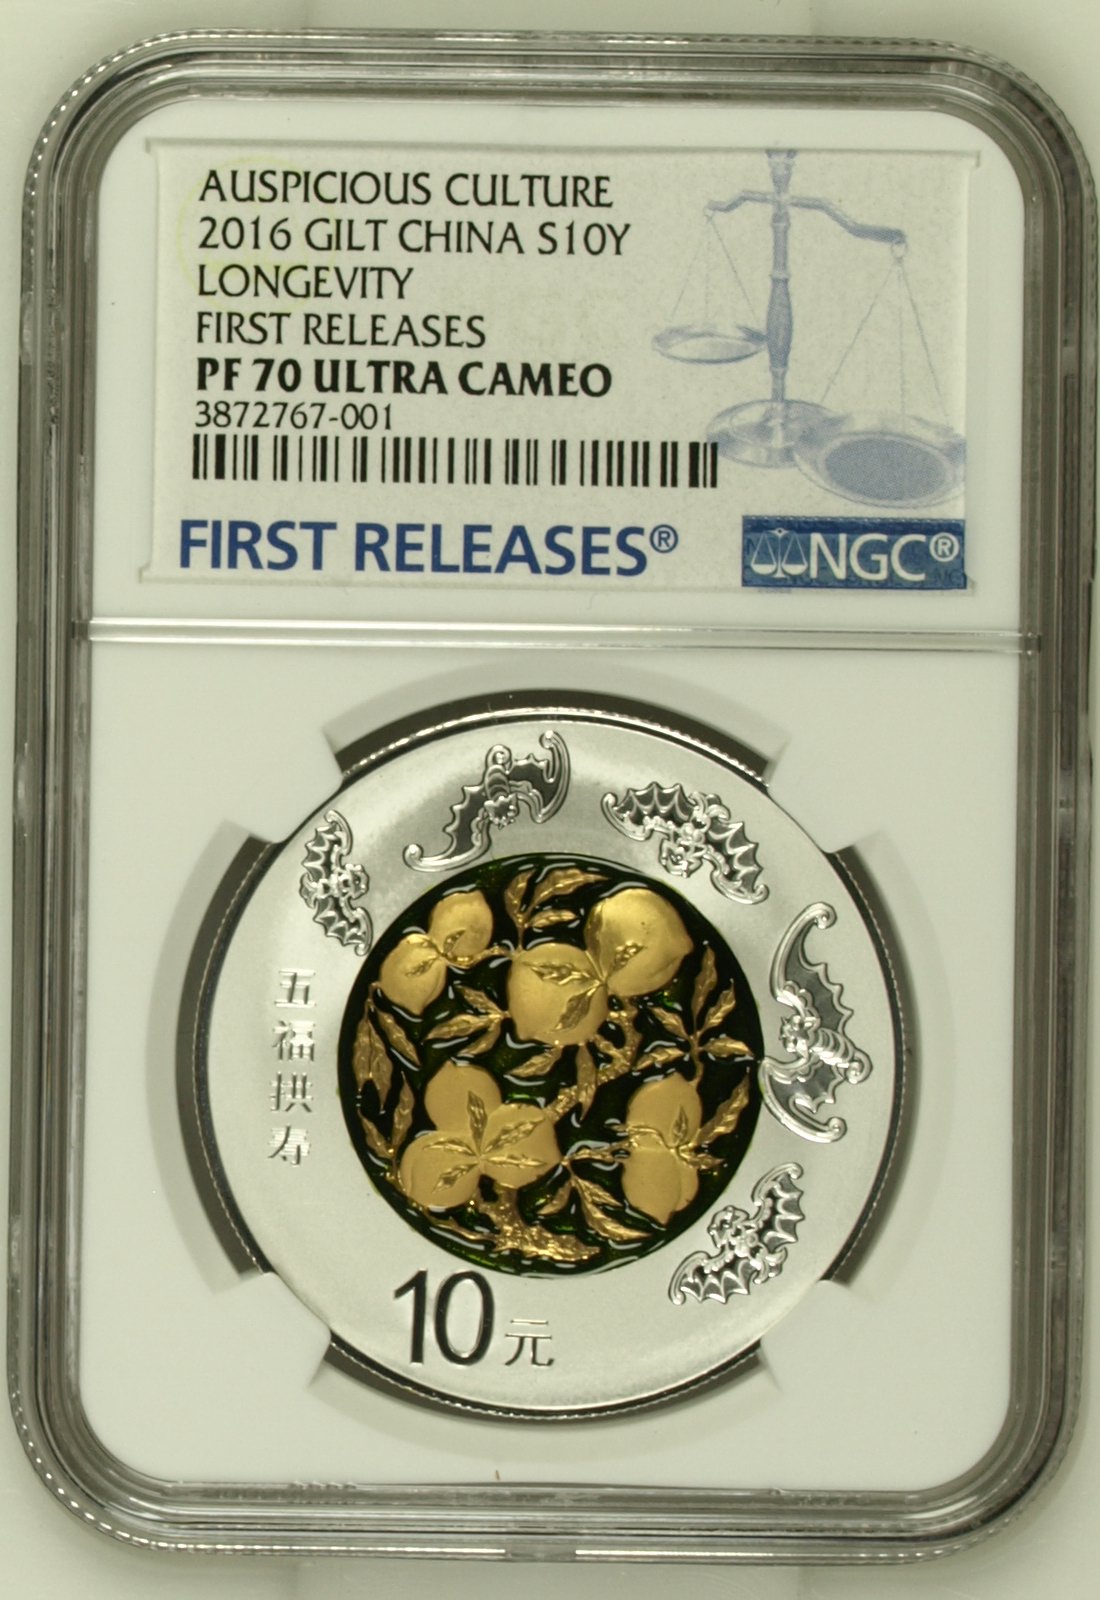 AUSPICIOUS CULTURE
2016 GILT CHINA S10Y
LONGEVITY
FIRST RELEASES
PF 70 ULTRA CAMEO
3872767-001
FIRST RELEASES®
NGC®
五福拱寿
10元